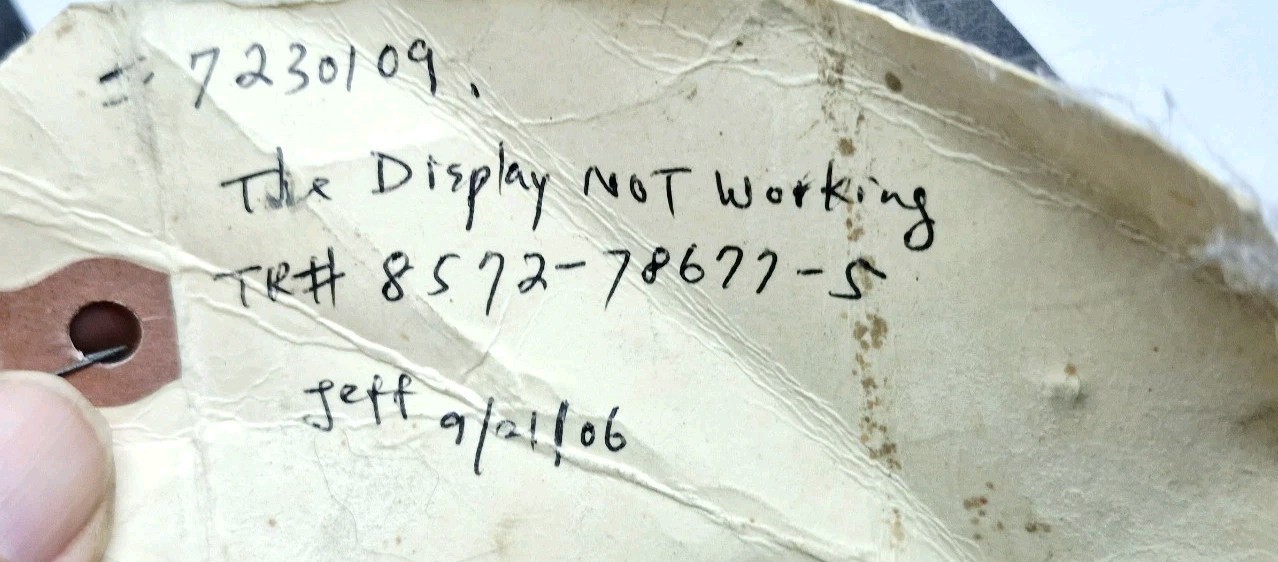 = 7230109.
The Display NOT Working
TR# 8572-78677-5
Jeff 9/21/06